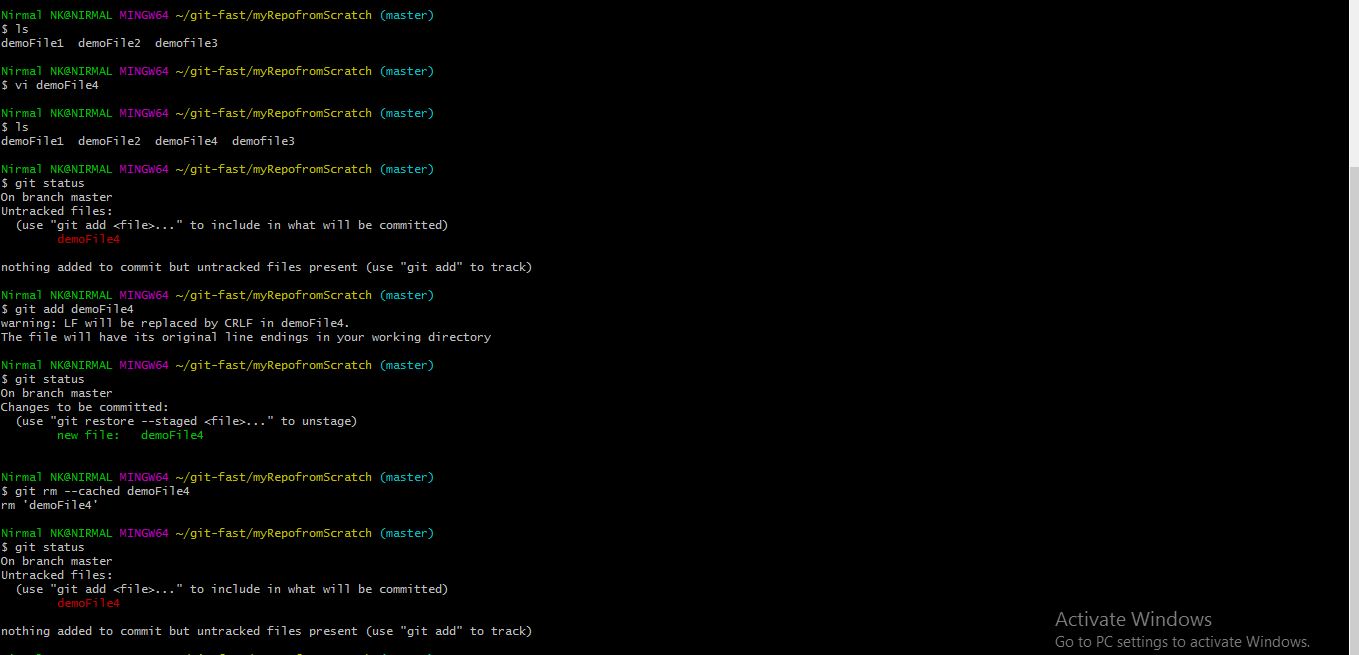 Nirmal NK@NIRMAL MINGW64 ~/git-fast/myRepofromScratch (master)
$ ls
demoFile1  demoFile2  demofile3
Nirmal NK@NIRMAL MINGW64 ~/git-fast/myRepofromScratch (master)
$ vi demoFile4
Nirmal NK@NIRMAL MINGW64 ~/git-fast/myRepofromScratch (master)
$ ls
demoFile1  demoFile2  demoFile4  demofile3
Nirmal NK@NIRMAL MINGW64 ~/git-fast/myRepofromScratch (master)
$ git status
On branch master
Untracked files:
  (use "git add <file>..." to include in what will be committed)
        demoFile4
nothing added to commit but untracked files present (use "git add" to track)
Nirmal NK@NIRMAL MINGW64 ~/git-fast/myRepofromScratch (master)
$ git add demoFile4
warning: LF will be replaced by CRLF in demoFile4.
The file will have its original line endings in your working directory
Nirmal NK@NIRMAL MINGW64 ~/git-fast/myRepofromScratch (master)
$ git status
On branch master
Changes to be committed:
  (use "git restore --staged <file>..." to unstage)
        new file:   demoFile4
Nirmal NK@NIRMAL MINGW64 ~/git-fast/myRepofromScratch (master)
$ git rm --cached demoFile4
rm 'demoFile4'
Nirmal NK@NIRMAL MINGW64 ~/git-fast/myRepofromScratch (master)
$ git status
On branch master
Untracked files:
  (use "git add <file>..." to include in what will be committed)
        demoFile4
nothing added to commit but untracked files present (use "git add" to track)
Activate Windows
Go to PC settings to activate Windows.